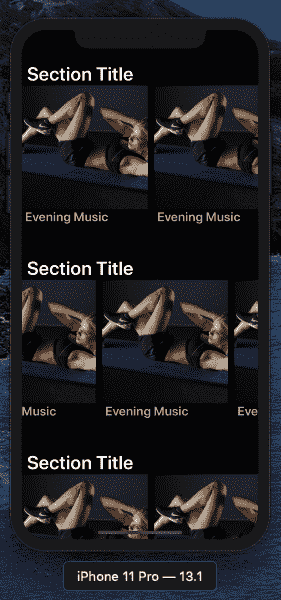 Section Title
Evening Music Evening Music
Section Title
Music Evening Music Eve
Section Title
iPhone 11 Pro — 13.1